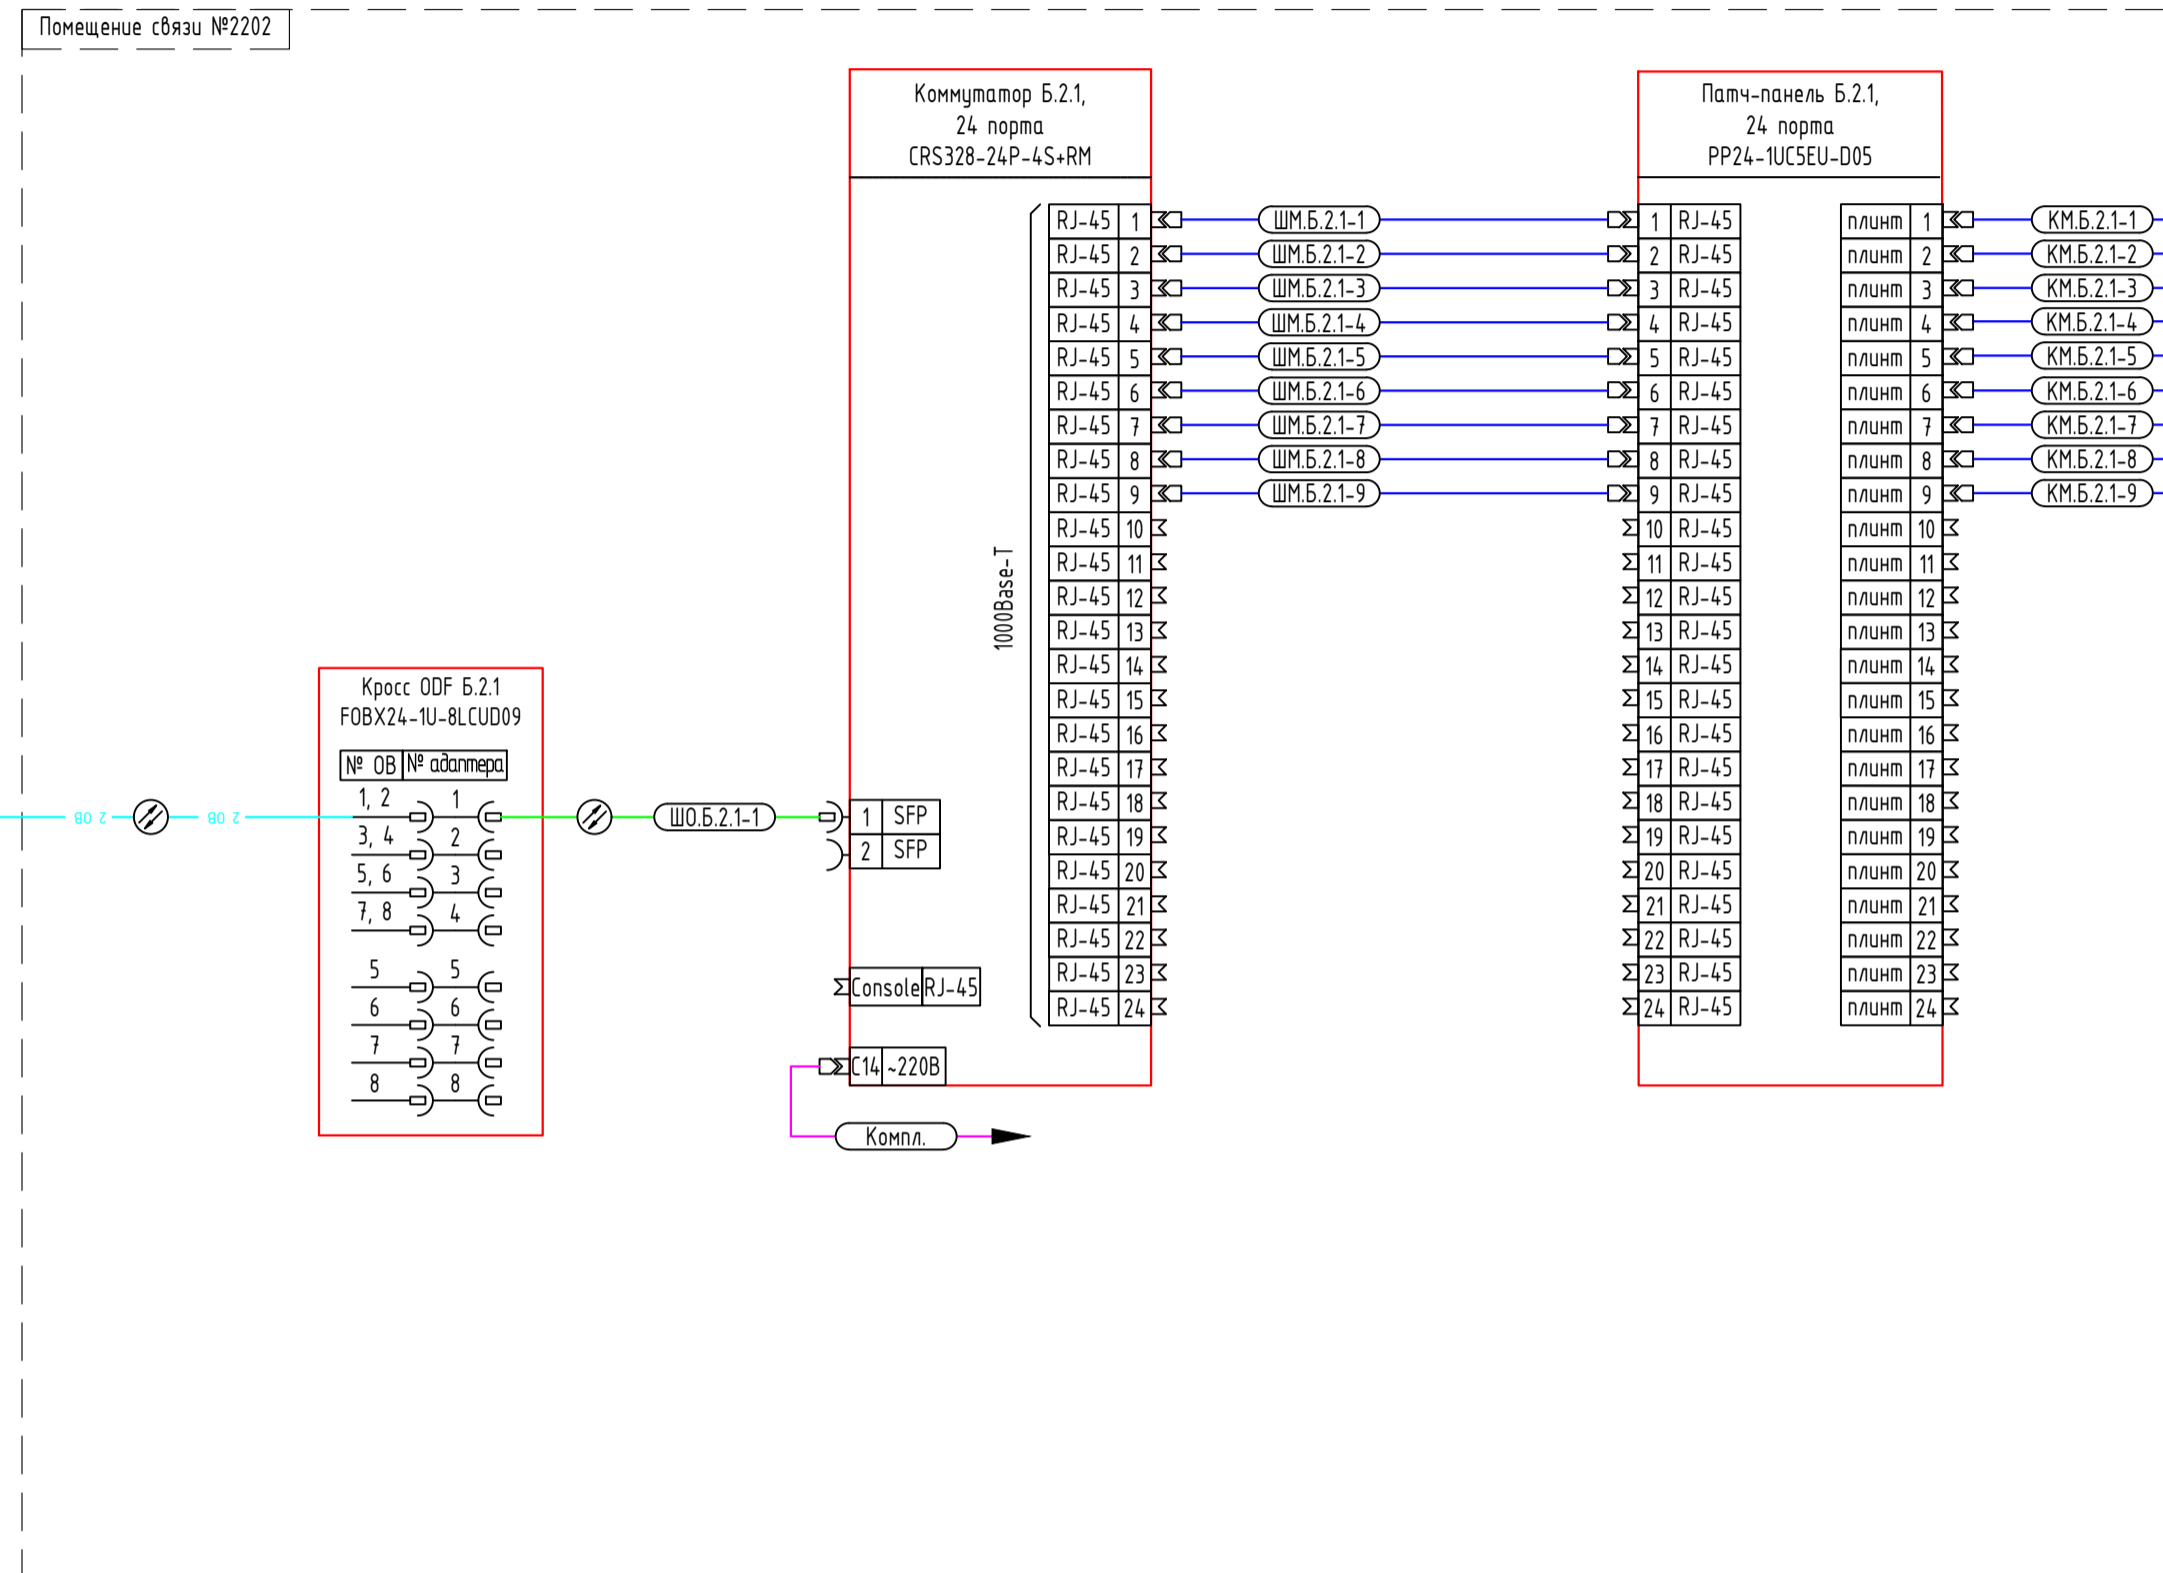 Помещение связи №2202
Коммутатор Б.2.1,
24 порта
CRS328-24P-4S+RM
1000Base-T
RJ-45 1
RJ-45 2
RJ-45 3
RJ-45 4
RJ-45 5
RJ-45 6
RJ-45 7
RJ-45 8
RJ-45 9
RJ-45 10
RJ-45 11
RJ-45 12
RJ-45 13
RJ-45 14
RJ-45 15
RJ-45 16
RJ-45 17
RJ-45 18
RJ-45 19
RJ-45 20
RJ-45 21
RJ-45 22
RJ-45 23
RJ-45 24
ШМ.Б.2.1-1
ШМ.Б.2.1-2
ШМ.Б.2.1-3
ШМ.Б.2.1-4
ШМ.Б.2.1-5
ШМ.Б.2.1-6
ШМ.Б.2.1-7
ШМ.Б.2.1-8
ШМ.Б.2.1-9
Патч-панель Б.2.1,
24 порта
PP24-1UC5EU-D05
1 RJ-45
2 RJ-45
3 RJ-45
4 RJ-45
5 RJ-45
6 RJ-45
7 RJ-45
8 RJ-45
9 RJ-45
10 RJ-45
11 RJ-45
12 RJ-45
13 RJ-45
14 RJ-45
15 RJ-45
16 RJ-45
17 RJ-45
18 RJ-45
19 RJ-45
20 RJ-45
21 RJ-45
22 RJ-45
23 RJ-45
24 RJ-45
плинт 1
плинт 2
плинт 3
плинт 4
плинт 5
плинт 6
плинт 7
плинт 8
плинт 9
плинт 10
плинт 11
плинт 12
плинт 13
плинт 14
плинт 15
плинт 16
плинт 17
плинт 18
плинт 19
плинт 20
плинт 21
плинт 22
плинт 23
плинт 24
КМ.Б.2.1-1
КМ.Б.2.1-2
КМ.Б.2.1-3
КМ.Б.2.1-4
КМ.Б.2.1-5
КМ.Б.2.1-6
КМ.Б.2.1-7
КМ.Б.2.1-8
КМ.Б.2.1-9
Кросс ODF Б.2.1
FOBX24-1U-8LCUD09
№ ОВ № адаптера
1, 2 1
3, 4 2
5, 6 3
7, 8 4
5 5
6 6
7 7
8 8
2 ОВ
2 ОВ
ШО.Б.2.1-1
1 SFP
2 SFP
Console RJ-45
C14 ~220В
Компл.